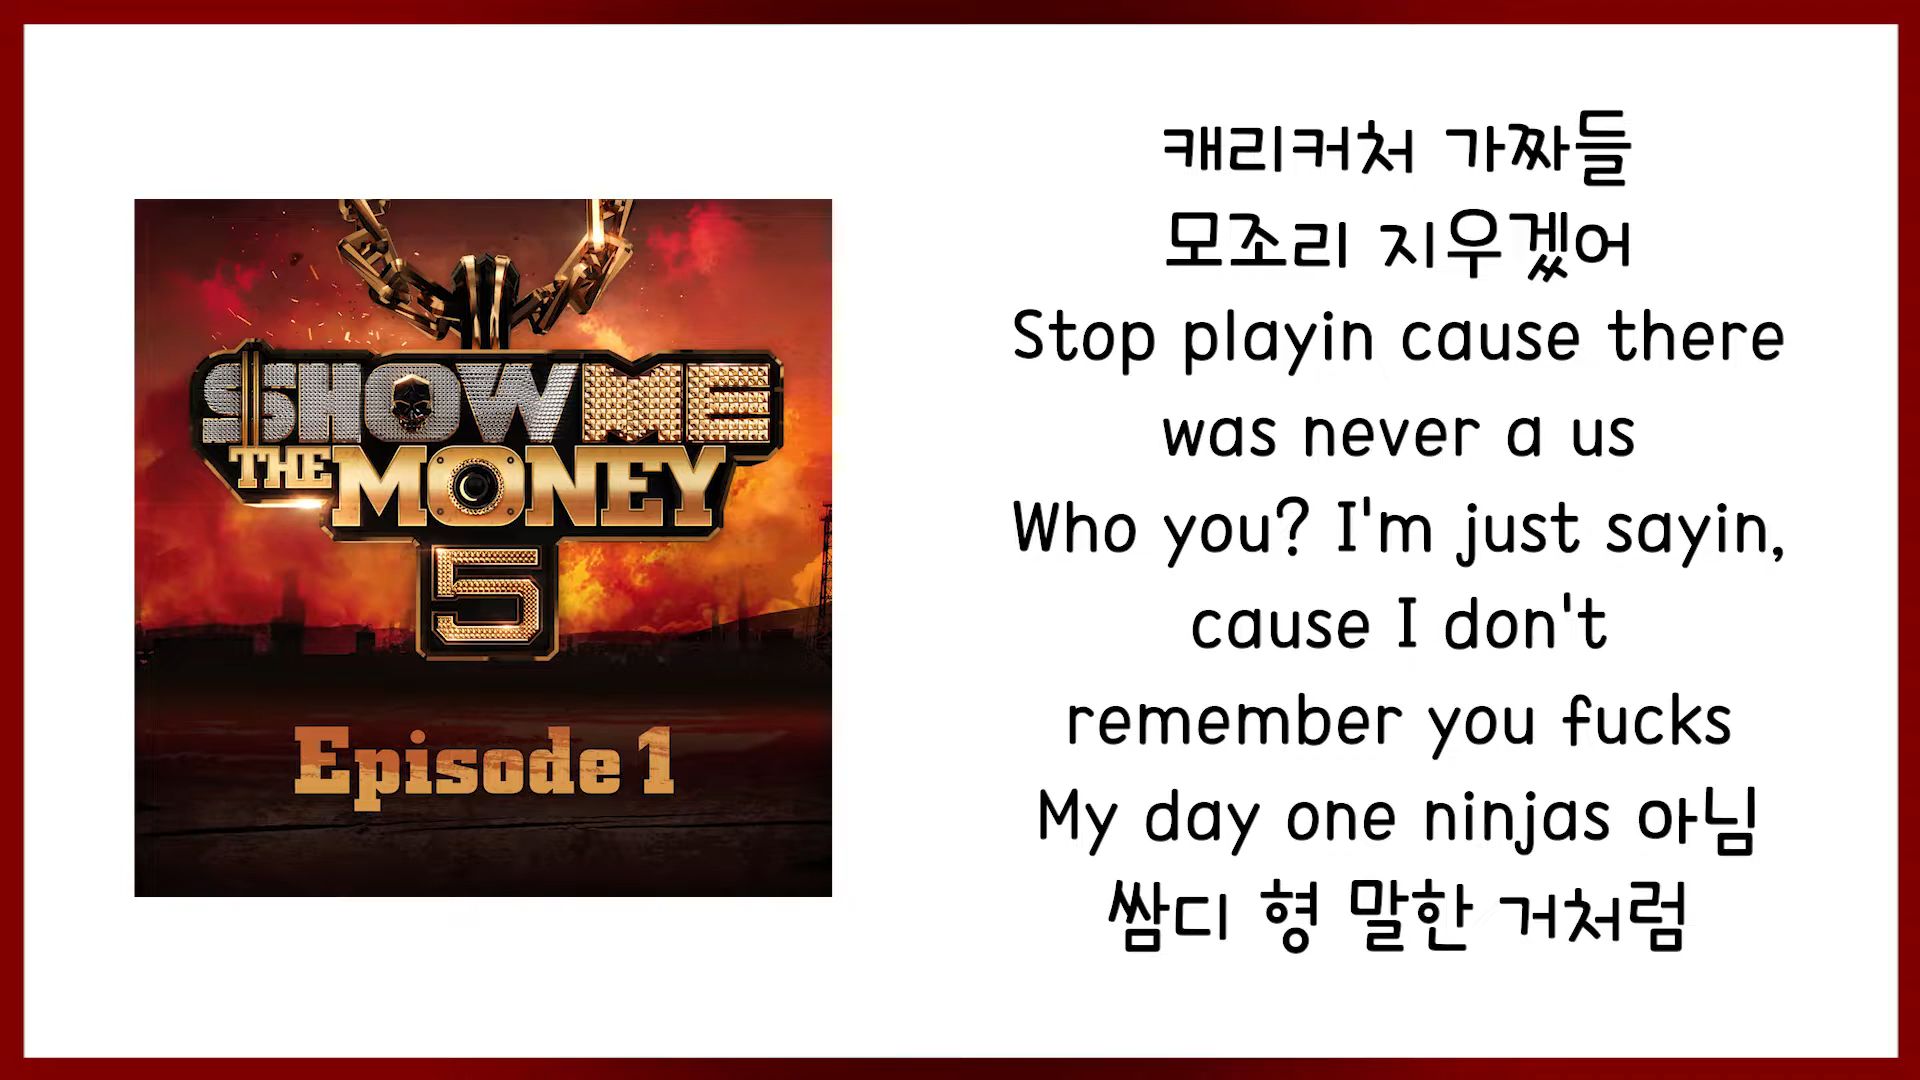 SHOW ME
THE MONEY
5
Episode 1
캐리커처 가짜들
모조리 지우겠어
Stop playin cause there
was never a us
Who you? I'm just sayin,
cause I don't
remember you fucks
My day one ninjas 아님
쌈디 형 말한 거처럼